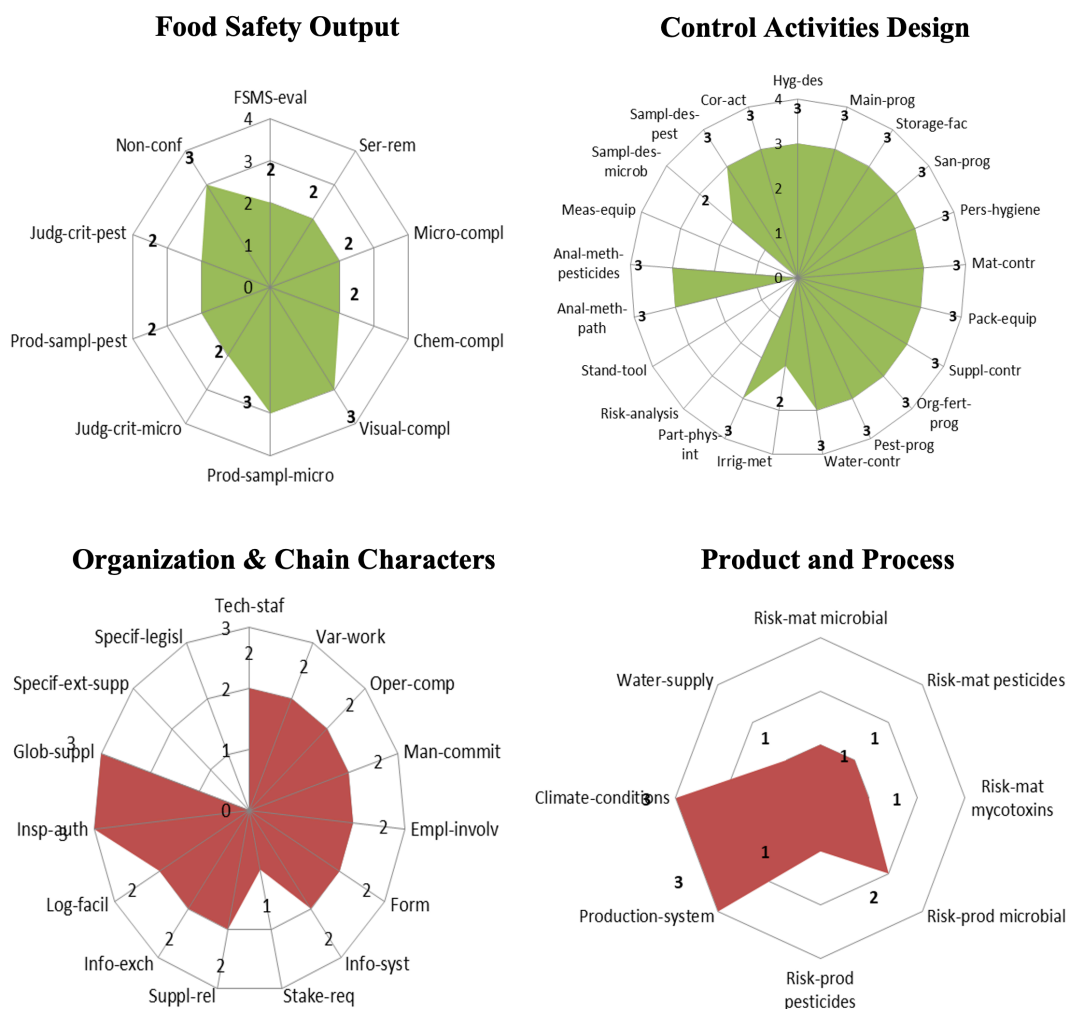 Food Safety Output
FSMS-eval
4
Non-conf
3
Ser-rem
3
2
2
2
Judg-crit-pest
2
1
2
Micro-compl
0
2
Prod-sampl-pest
2
2
Chem-compl
Judg-crit-micro
3
3
Visual-compl
Prod-sampl-micro
Control Activities Design
Hyg-des
4
3
Cor-act
3
Main-prog
3
Sampl-des-
pest
3
Storage-fac
3
Sampl-des-
microb
2
3
San-prog
3
2
Meas-equip
1
Pers-hygiene
3
Anal-meth-
pesticides
3
0
Mat-contr
3
Anal-meth-
path
3
Pack-equip
3
Stand-tool
Suppl-contr
3
Risk-analysis
Org-fert-
prog
3
Part-phys-
int
3
2
Irrig-met
3
Water-contr
3
Pest-prog
Organization & Chain Characters
Tech-staf
3
2
Specif-legisl
Var-work
2
Specif-ext-supp
2
Oper-comp
2
Glob-suppl
3
1
Man-commit
2
0
Insp-auth
3
Empl-involv
2
Log-facil
2
Form
2
Info-exch
2
1
Info-syst
2
Suppl-rel
2
Stake-req
Product and Process
Risk-mat microbial
Water-supply
1
1
1
Risk-mat pesticides
Climate-conditions
3
1
Risk-mat
mycotoxins
1
3
Production-system
2
Risk-prod microbial
Risk-prod
pesticides